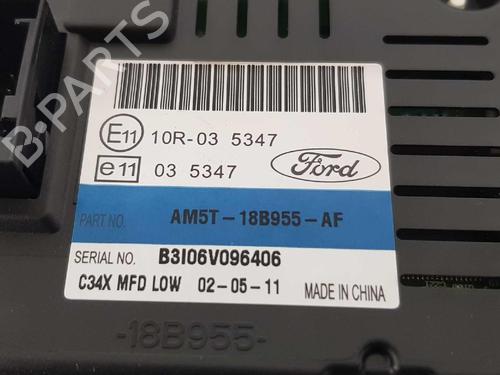 B-PARTS
E11 10R-03 5347
e11 03 5347
Ford
PART NO. AM5T-18B955-AF
SERIAL NO. B3I06V096406
C34X MFD LOW 02-05-11 MADE IN CHINA
-18B955-